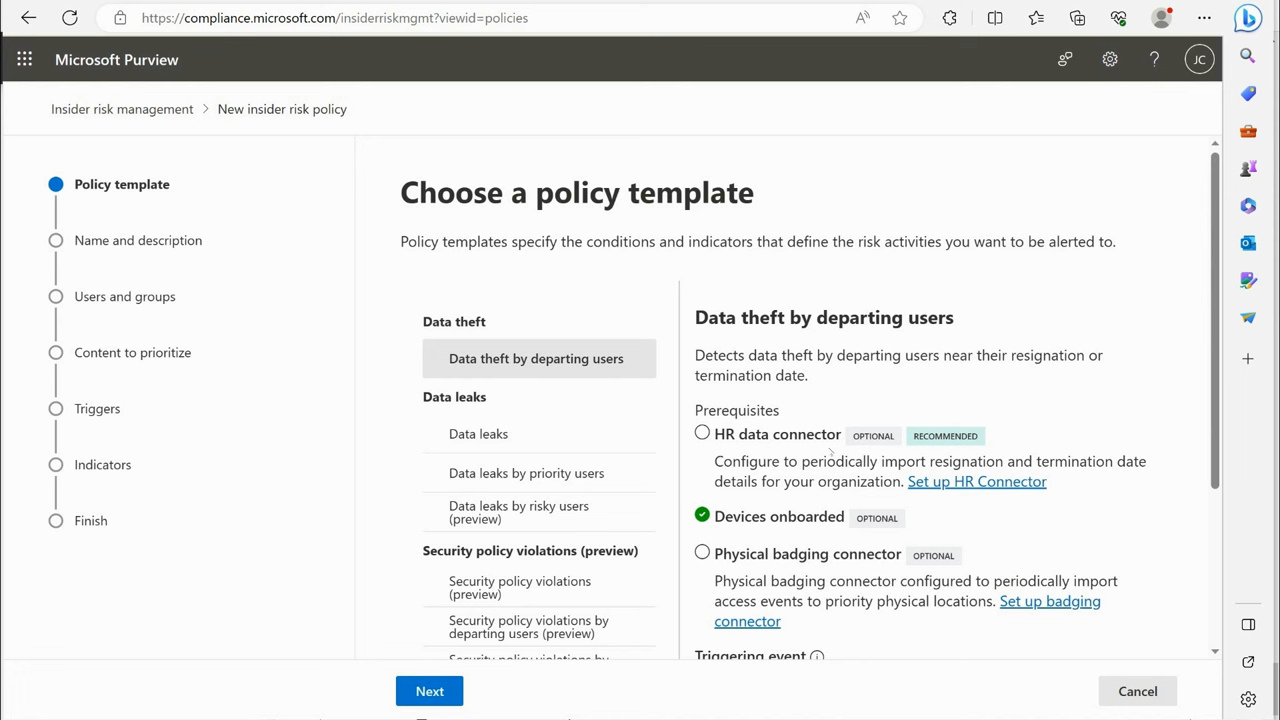 https://compliance.microsoft.com/insiderriskmgmt?viewid=policies
Microsoft Purview
JC
Insider risk management > New insider risk policy
Policy template
Name and description
Users and groups
Content to prioritize
Triggers
Indicators
Finish
Choose a policy template
Policy templates specify the conditions and indicators that define the risk activities you want to be alerted to.
Data theft
Data theft by departing users
Data leaks
Data leaks
Data leaks by priority users
Data leaks by risky users
(preview)
Security policy violations (preview)
Security policy violations
(preview)
Security policy violations by
departing users (preview)
Security policy violations by
Data theft by departing users
Detects data theft by departing users near their resignation or
termination date.
Prerequisites
HR data connector OPTIONAL RECOMMENDED
Configure to periodically import resignation and termination date
details for your organization. Set up HR Connector
Devices onboarded OPTIONAL
Physical badging connector OPTIONAL
Physical badging connector configured to periodically import
access events to priority physical locations. Set up badging
connector
Triggering event
Next
Cancel